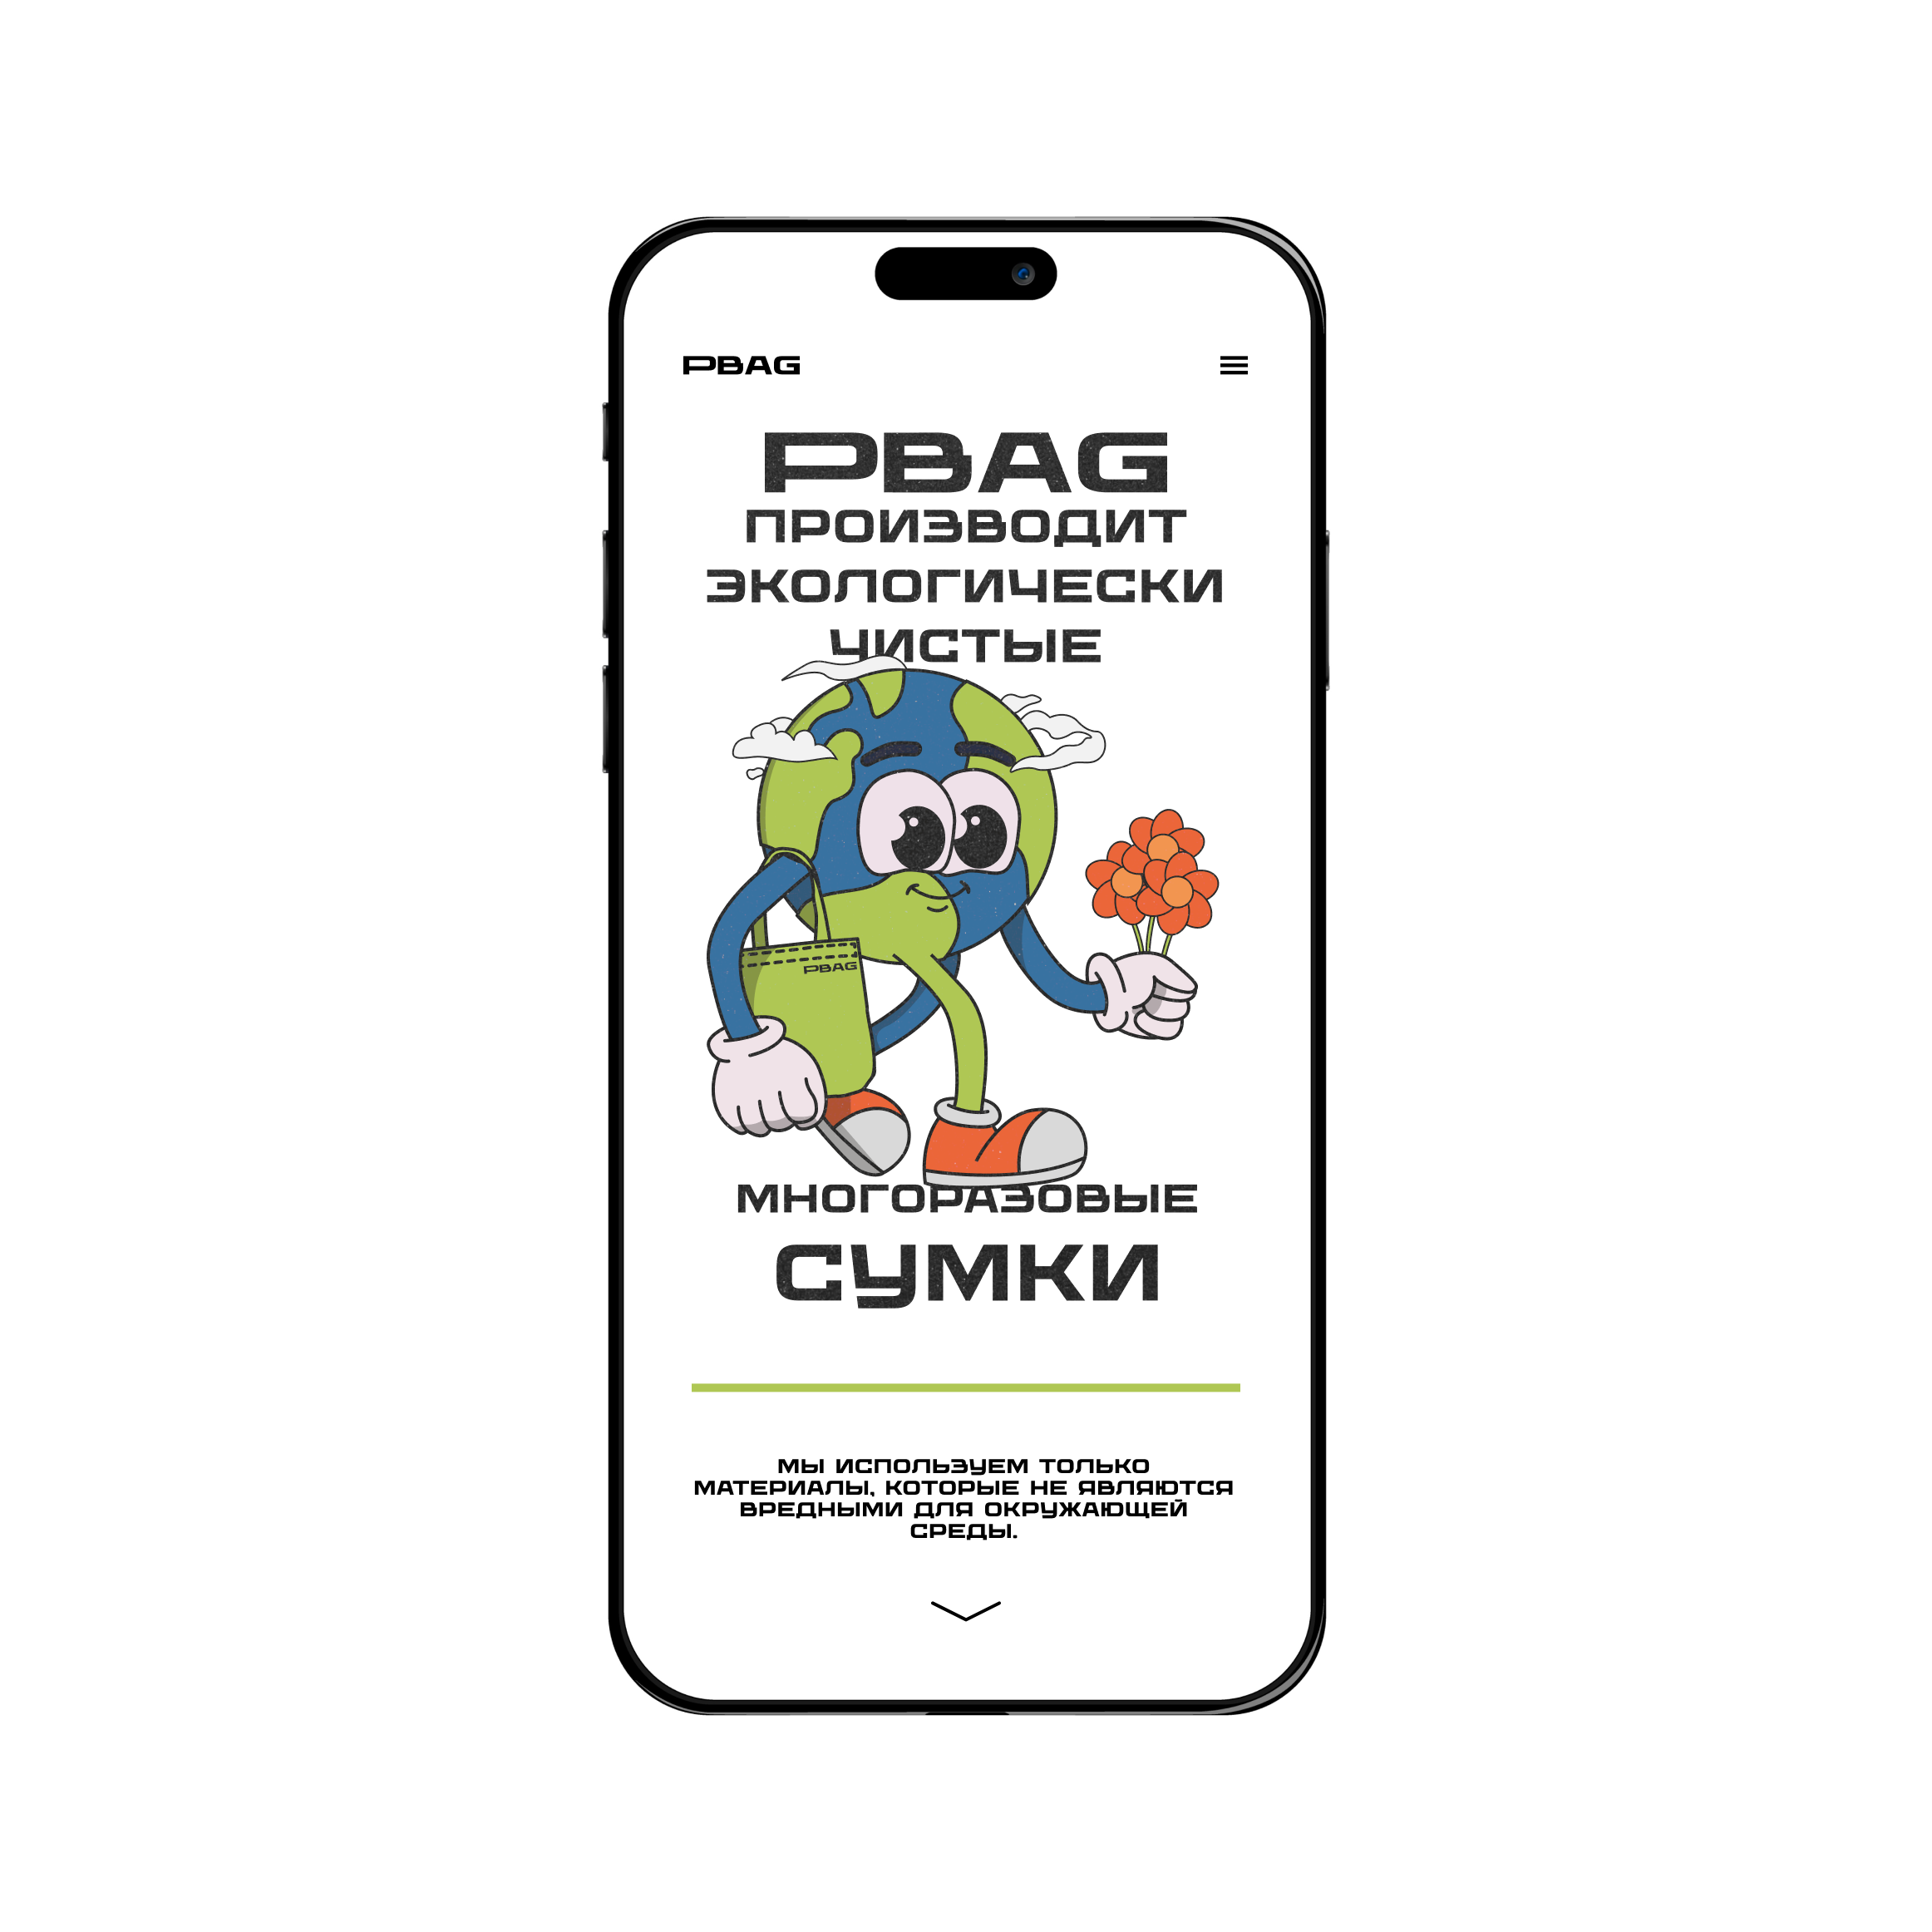 PBAG
PBAG
ПРОИЗВОДИТ
ЭКОЛОГИЧЕСКИ
ЧИСТЫЕ
PBAG
МНОГОРАЗОВЫЕ
СУМКИ
МЫ ИСПОЛЬЗУЕМ ТОЛЬКО
МАТЕРИАЛЫ, КОТОРЫЕ НЕ ЯВЛЯЮТСЯ
ВРЕДНЫМИ ДЛЯ ОКРУЖАЮЩЕЙ
СРЕДЫ.